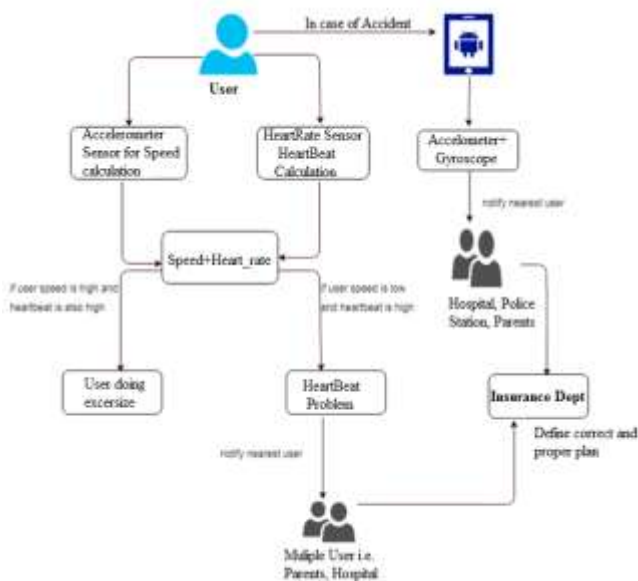 In case of Accident
User
Accelerometer
Sensor for Speed
calculation
HeartRate Sensor
HeartBeat
Calculation
Accelometer+
Gyroscope
notify nearest user
Speed+Heart_rate
If user speed is high and
heartbeat is also high
If user speed is low
and heartbeat is high
Hospital, Police
Station, Parents
User doing
excersize
HeartBeat
Problem
Insurance Dept
Define correct and
proper plan
notify nearest user
Muliple User i.e.
Parents, Hospital